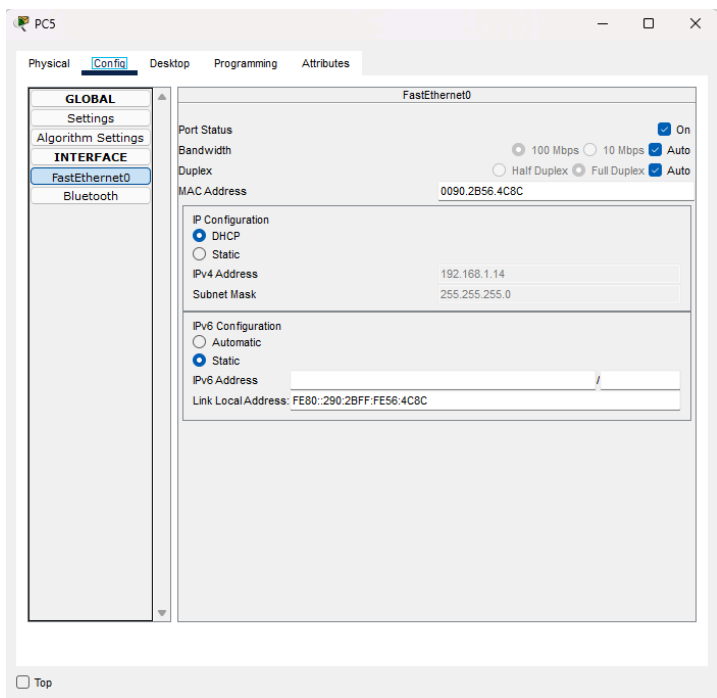 PC5
Physical Config Desktop Programming Attributes
GLOBAL
Settings
Algorithm Settings
INTERFACE
FastEthernet0
Bluetooth
FastEthernet0
Port Status On
Bandwidth 100 Mbps 10 Mbps Auto
Duplex Half Duplex Full Duplex Auto
MAC Address 0090.2B56.4C8C
IP Configuration
DHCP
Static
IPv4 Address 192.168.1.14
Subnet Mask 255.255.255.0
IPv6 Configuration
Automatic
Static
IPv6 Address /
Link Local Address: FE80::290:2BFF:FE56:4C8C
Top